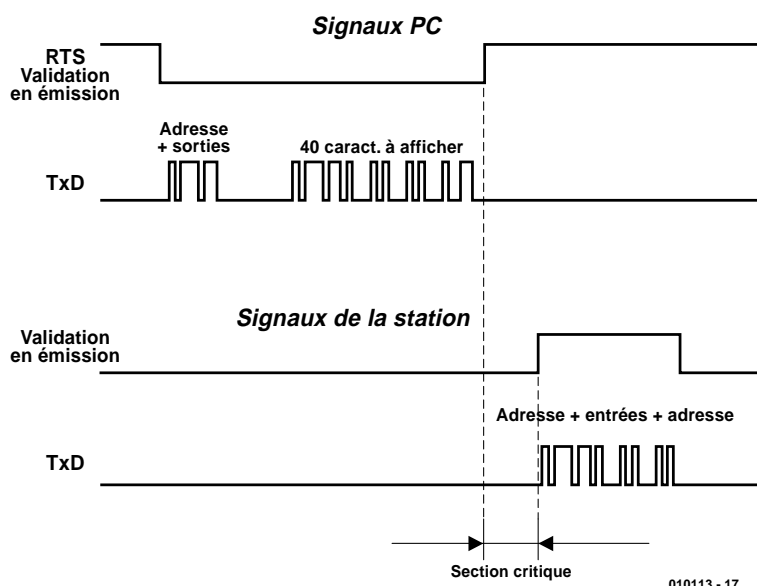 Signaux PC
RTS
Validation
en émission
Adresse
+ sorties
40 caract. à afficher
TxD
Signaux de la station
Validation
en émission
Adresse + entrées + adresse
TxD
Section critique
010113 - 17